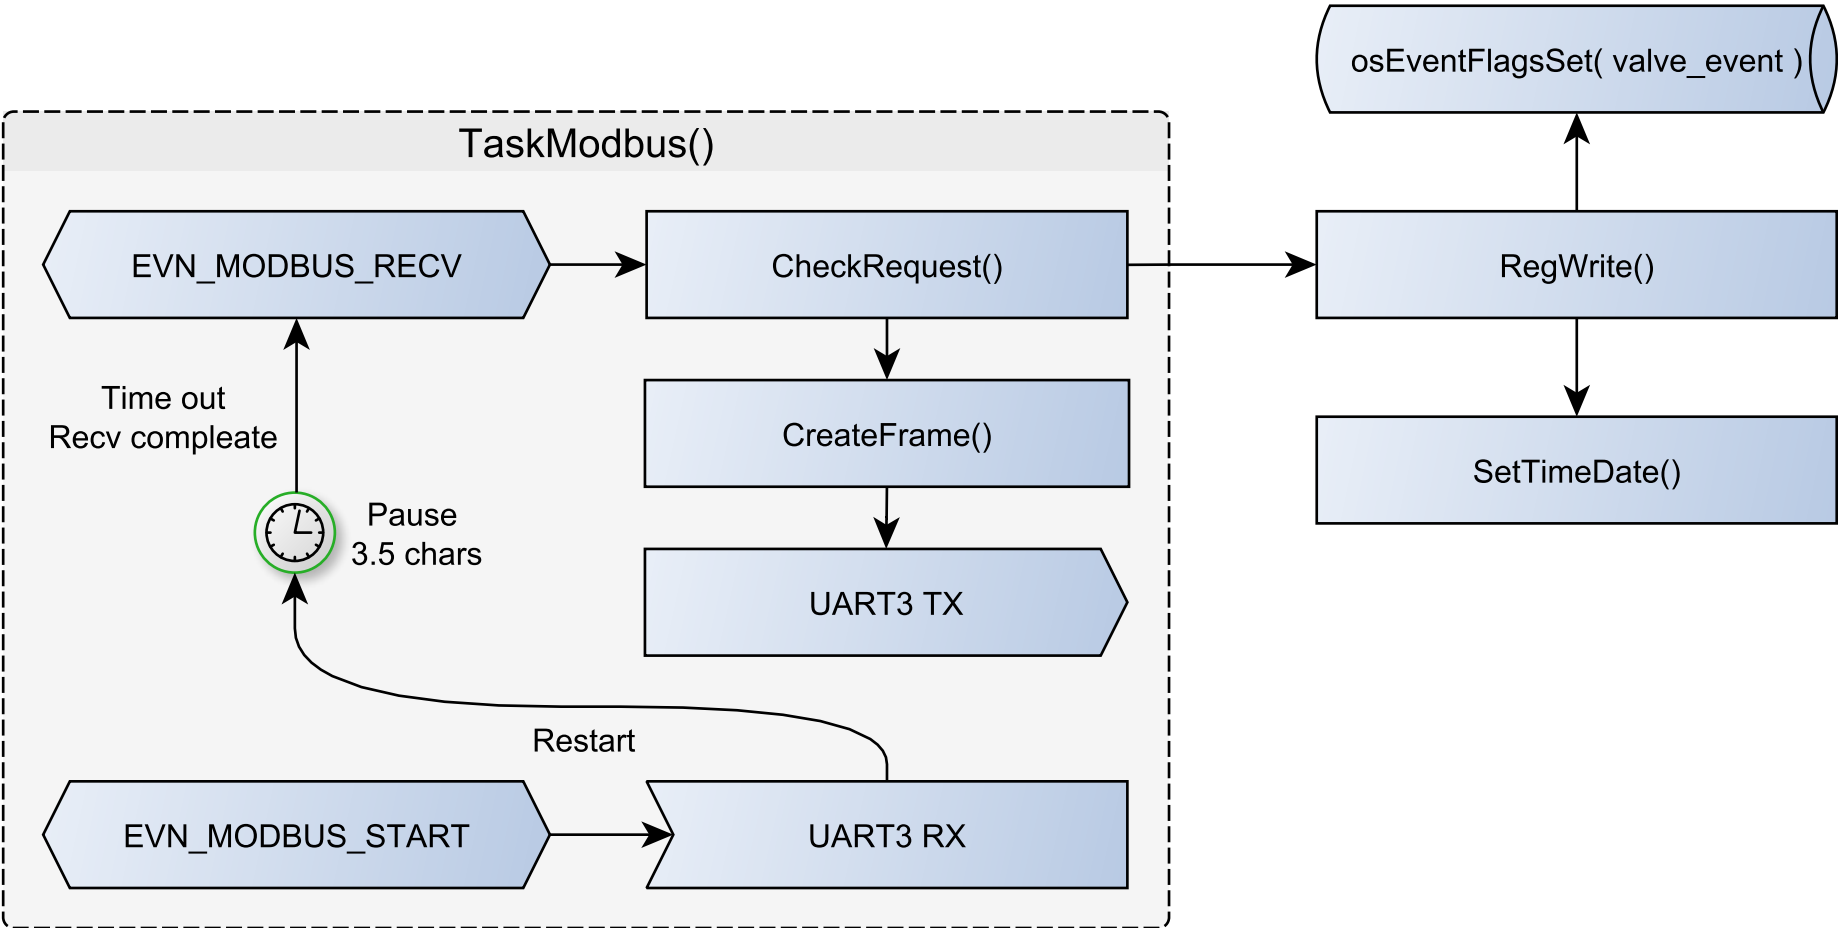 osEventFlagsSet( valve_event )
TaskModbus()
EVN_MODBUS_RECV
CheckRequest()
RegWrite()
Time out
Recv compleate
CreateFrame()
SetTimeDate()
Pause
3.5 chars
UART3 TX
Restart
EVN_MODBUS_START
UART3 RX